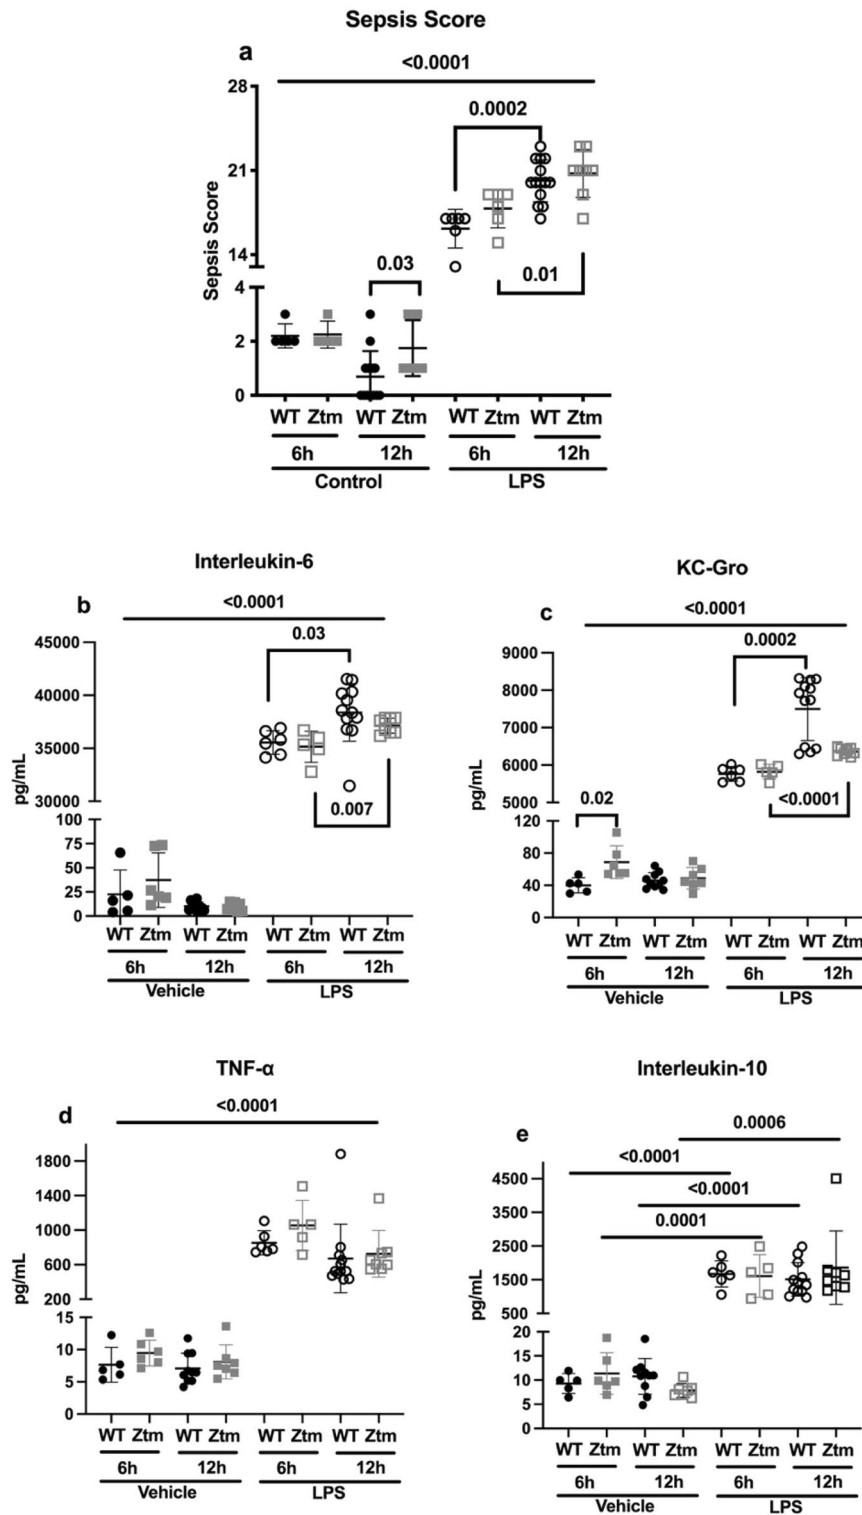 Sepsis Score
a
<0.0001
28
0.0002
21
Sepsis Score
14
0.03
0.01
4
2
0
WT Ztm WT Ztm WT Ztm WT Ztm
6h 12h 6h 12h
Control LPS
Interleukin-6
b
<0.0001
45000
0.03
40000
35000
pg/mL
30000
0.007
100
75
50
25
0
WT Ztm WT Ztm WT Ztm WT Ztm
6h 12h 6h 12h
Vehicle LPS
KC-Gro
c
<0.0001
9000
0.0002
8000
7000
6000
pg/mL
5000
<0.0001
0.02
120
80
40
0
WT Ztm WT Ztm WT Ztm WT Ztm
6h 12h 6h 12h
Vehicle LPS
TNF-α
d
<0.0001
1800
1400
1000
600
pg/mL
200
15
10
5
0
WT Ztm WT Ztm WT Ztm WT Ztm
6h 12h 6h 12h
Vehicle LPS
Interleukin-10
e
0.0006
<0.0001
<0.0001
0.0001
4500
3500
2500
1500
pg/mL
500
20
15
10
5
0
WT Ztm WT Ztm WT Ztm WT Ztm
6h 12h 6h 12h
Vehicle LPS